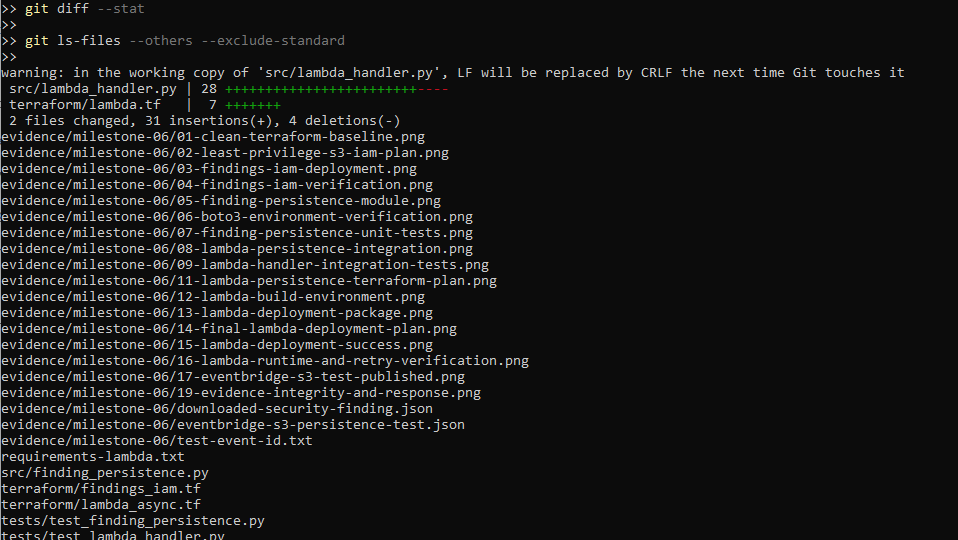 >> git diff --stat
>>
>> git ls-files --others --exclude-standard
>>
warning: in the working copy of 'src/lambda_handler.py', LF will be replaced by CRLF the next time Git touches it
 src/lambda_handler.py | 28 ++++++++++++++++++++++++----
 terraform/lambda.tf   |  7 +++++++
 2 files changed, 31 insertions(+), 4 deletions(-)
evidence/milestone-06/01-clean-terraform-baseline.png
evidence/milestone-06/02-least-privilege-s3-iam-plan.png
evidence/milestone-06/03-findings-iam-deployment.png
evidence/milestone-06/04-findings-iam-verification.png
evidence/milestone-06/05-finding-persistence-module.png
evidence/milestone-06/06-boto3-environment-verification.png
evidence/milestone-06/07-finding-persistence-unit-tests.png
evidence/milestone-06/08-lambda-persistence-integration.png
evidence/milestone-06/09-lambda-handler-integration-tests.png
evidence/milestone-06/11-lambda-persistence-terraform-plan.png
evidence/milestone-06/12-lambda-build-environment.png
evidence/milestone-06/13-lambda-deployment-package.png
evidence/milestone-06/14-final-lambda-deployment-plan.png
evidence/milestone-06/15-lambda-deployment-success.png
evidence/milestone-06/16-lambda-runtime-and-retry-verification.png
evidence/milestone-06/17-eventbridge-s3-test-published.png
evidence/milestone-06/19-evidence-integrity-and-response.png
evidence/milestone-06/downloaded-security-finding.json
evidence/milestone-06/eventbridge-s3-persistence-test.json
evidence/milestone-06/test-event-id.txt
requirements-lambda.txt
src/finding_persistence.py
terraform/findings_iam.tf
terraform/lambda_async.tf
tests/test_finding_persistence.py
tests/test_lambda_handler.py